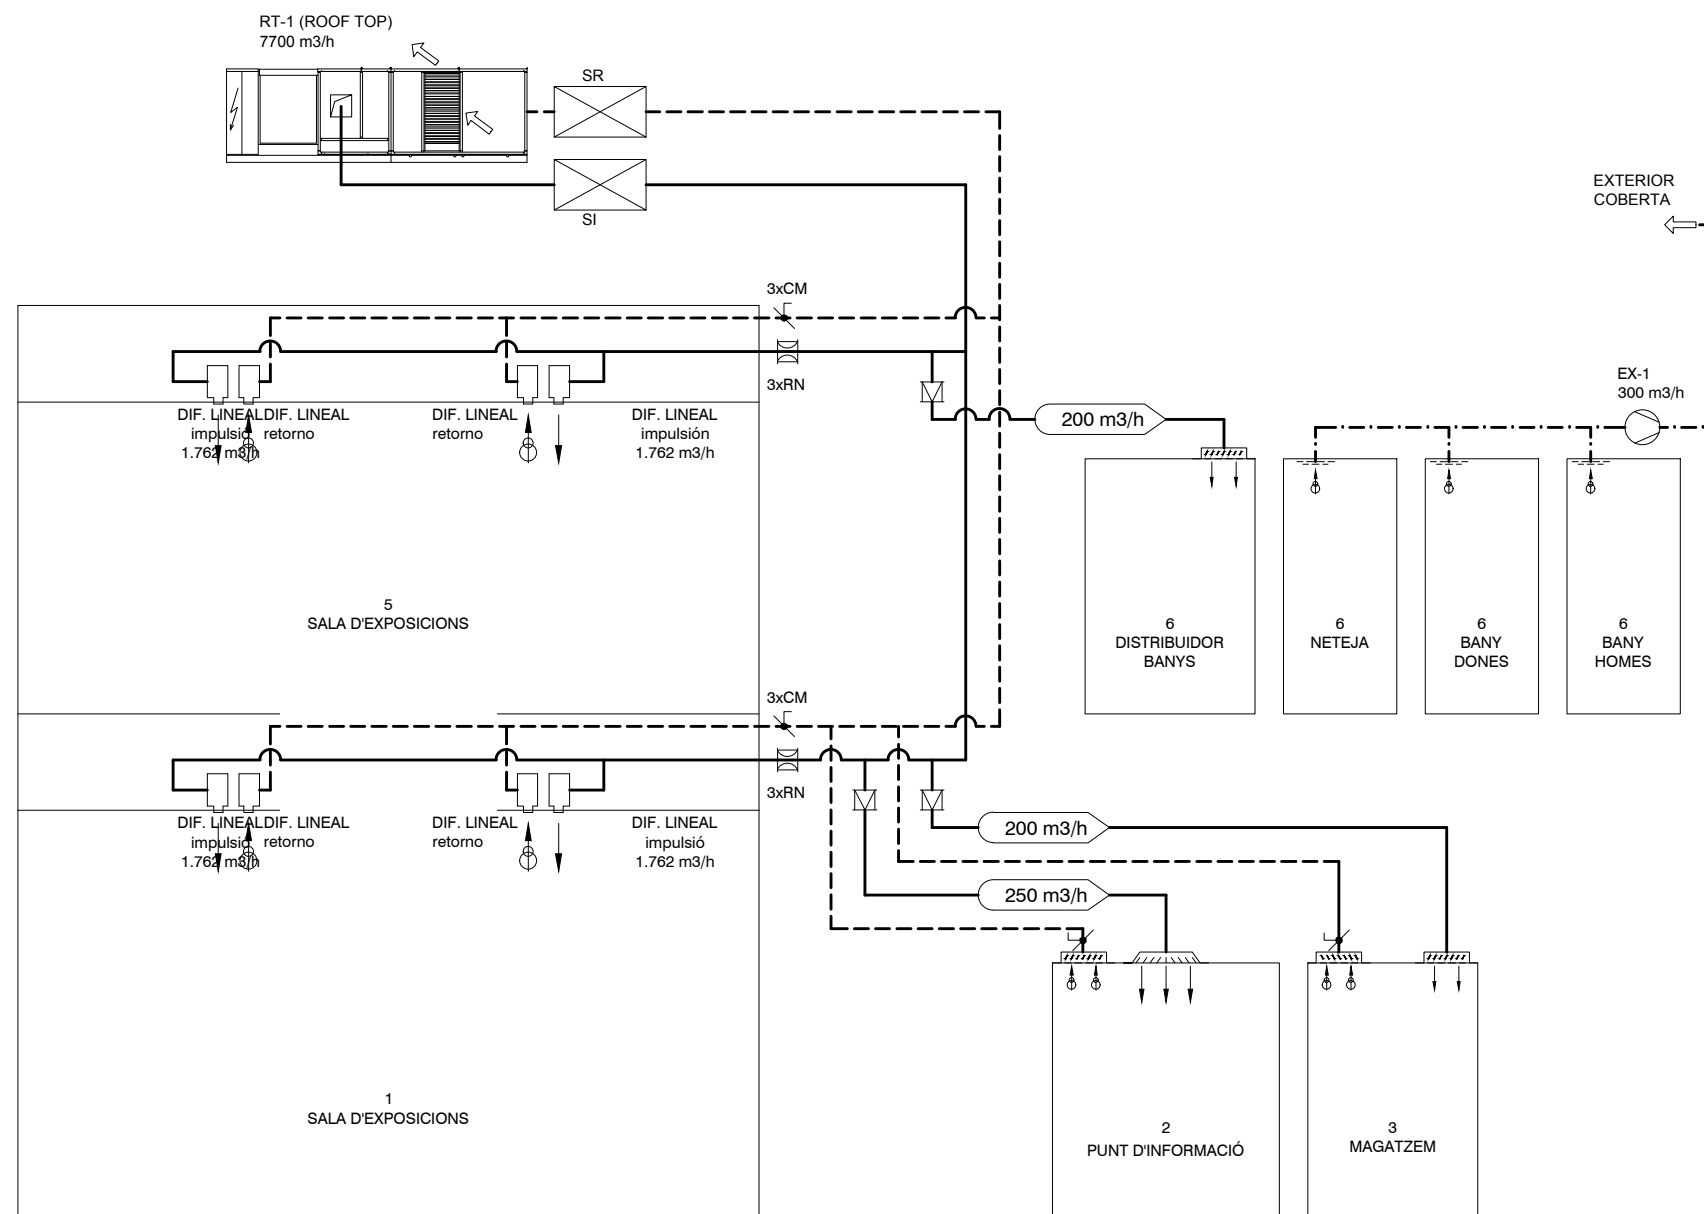 RT-1 (ROOF TOP)
7700 m3/h
SR
SI
EXTERIOR
COBERTA
3xCM
3xRN
EX-1
300 m3/h
DIF. LINEAL
impulsió
1.762 m3/h
DIF. LINEAL
retorno
DIF. LINEAL
retorno
DIF. LINEAL
impulsión
1.762 m3/h
200 m3/h
5
SALA D'EXPOSICIONS
6
DISTRIBUIDOR
BANYS
6
NETEJA
6
BANY
DONES
6
BANY
HOMES
3xCM
3xRN
DIF. LINEAL
impulsió
1.762 m3/h
DIF. LINEAL
retorno
DIF. LINEAL
retorno
DIF. LINEAL
impulsió
1.762 m3/h
200 m3/h
250 m3/h
1
SALA D'EXPOSICIONS
2
PUNT D'INFORMACIÓ
3
MAGATZEM